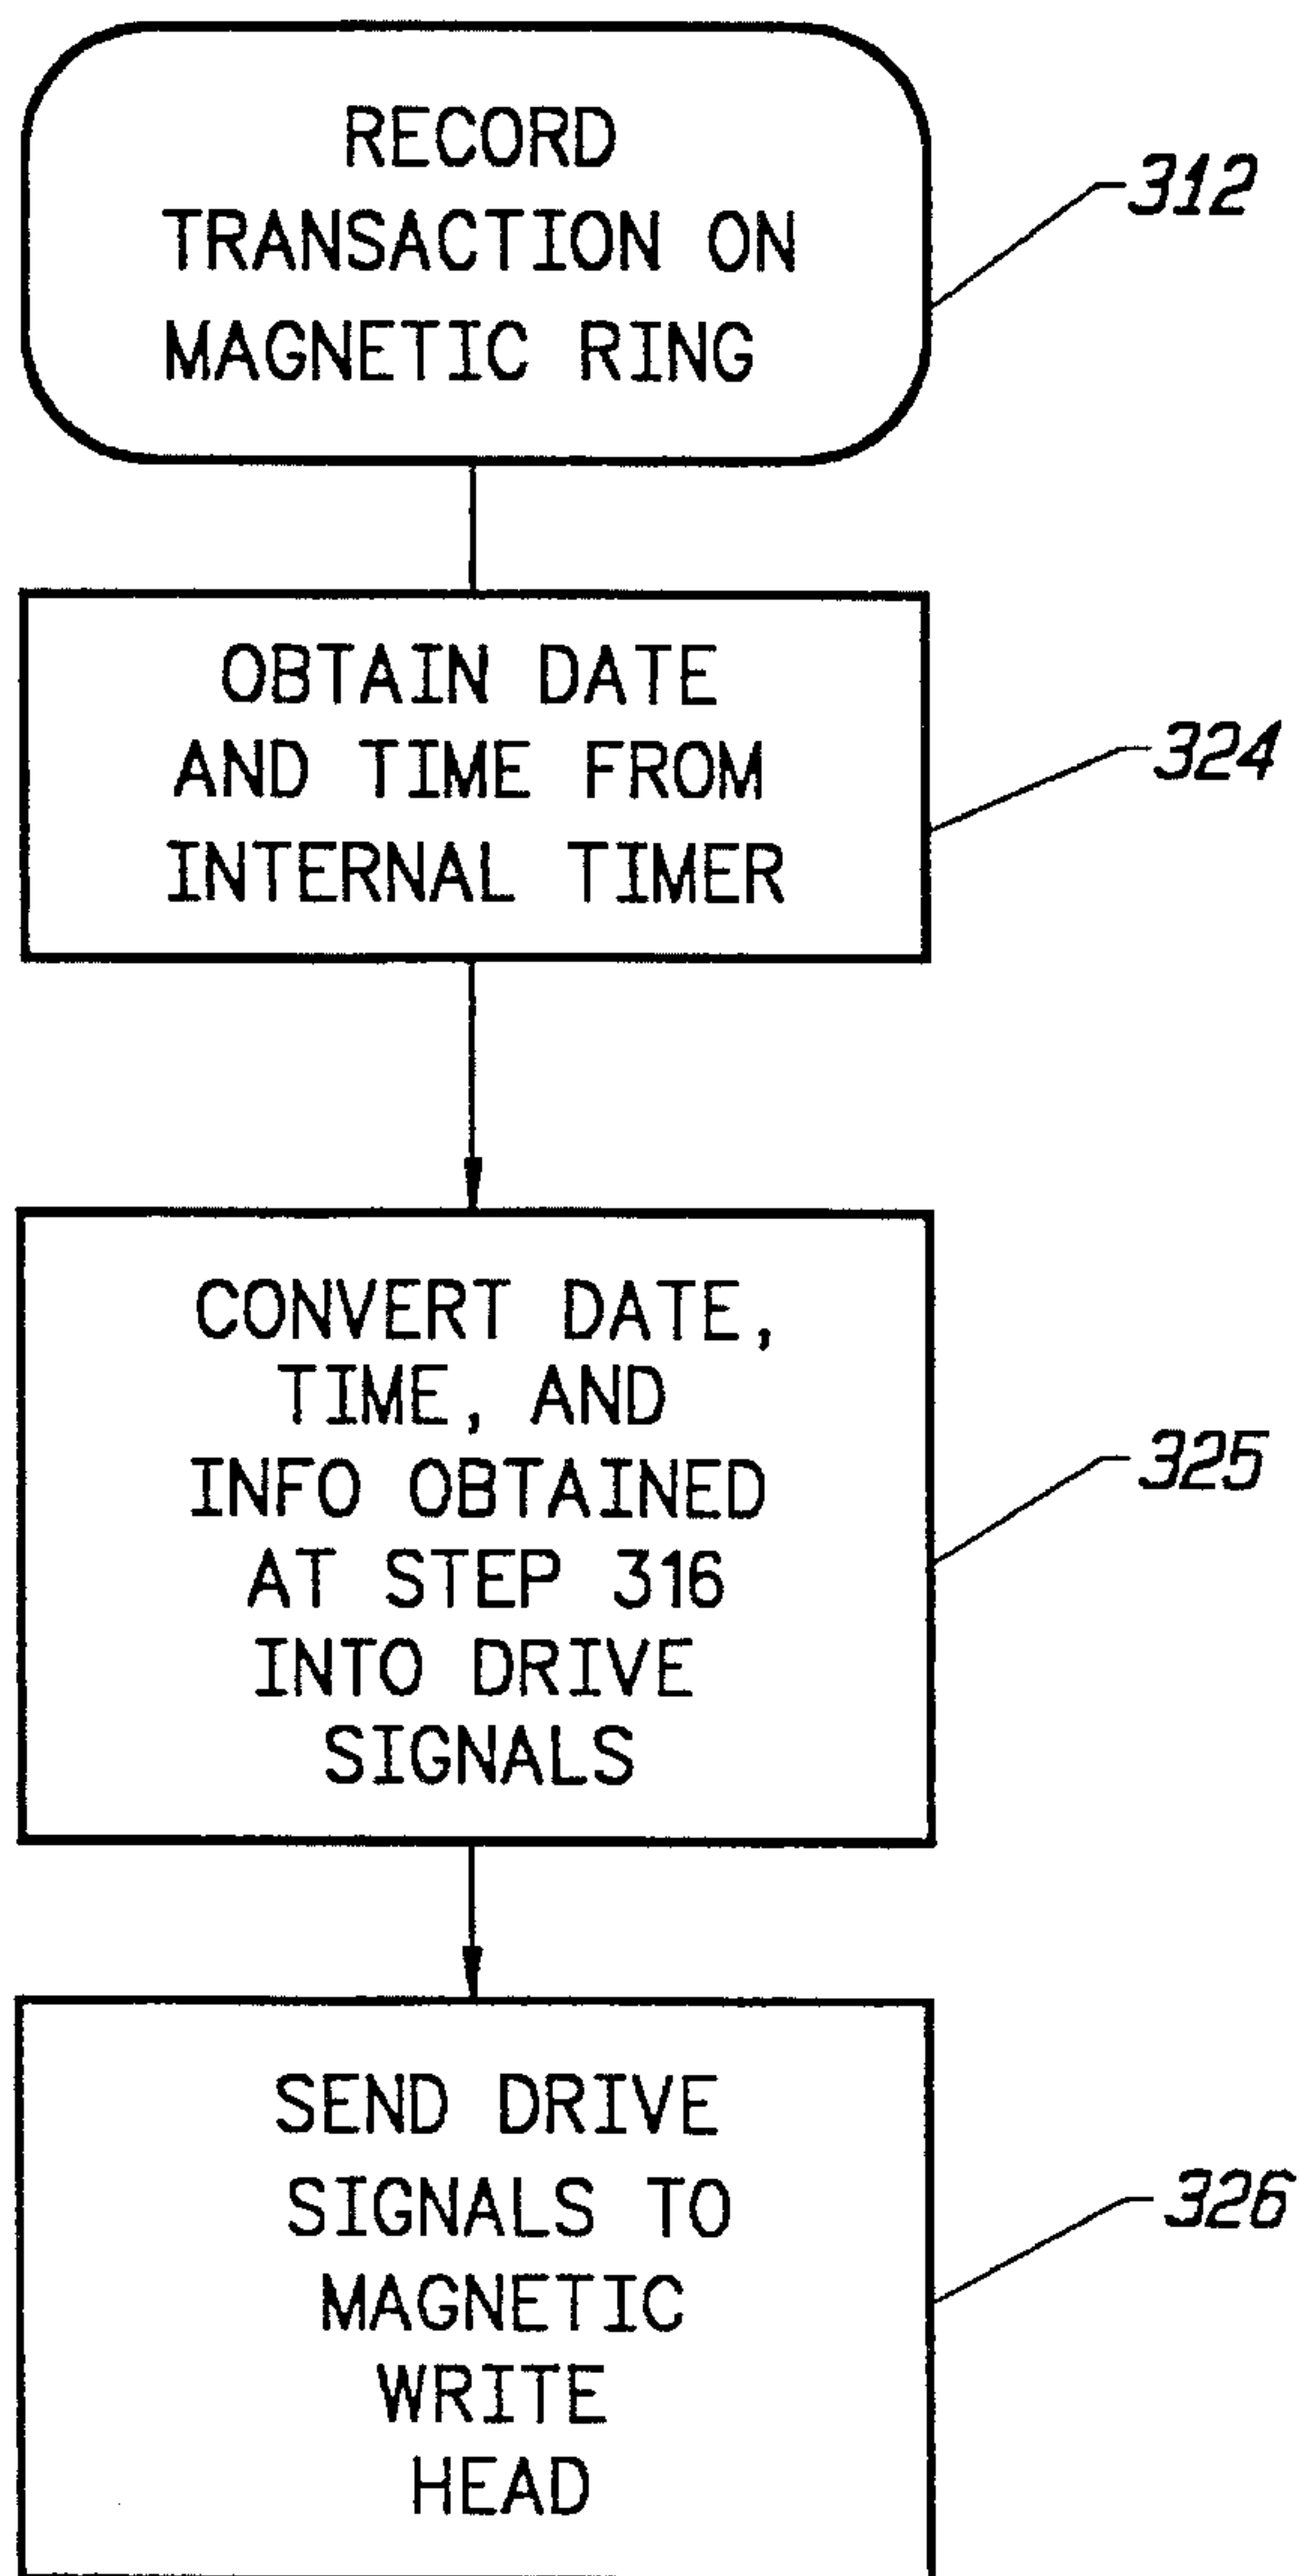 RECORD
TRANSACTION ON
MAGNETIC RING
312
OBTAIN DATE
AND TIME FROM
INTERNAL TIMER
324
CONVERT DATE,
TIME, AND
INFO OBTAINED
AT STEP 316
INTO DRIVE
SIGNALS
325
SEND DRIVE
SIGNALS TO
MAGNETIC
WRITE
HEAD
326